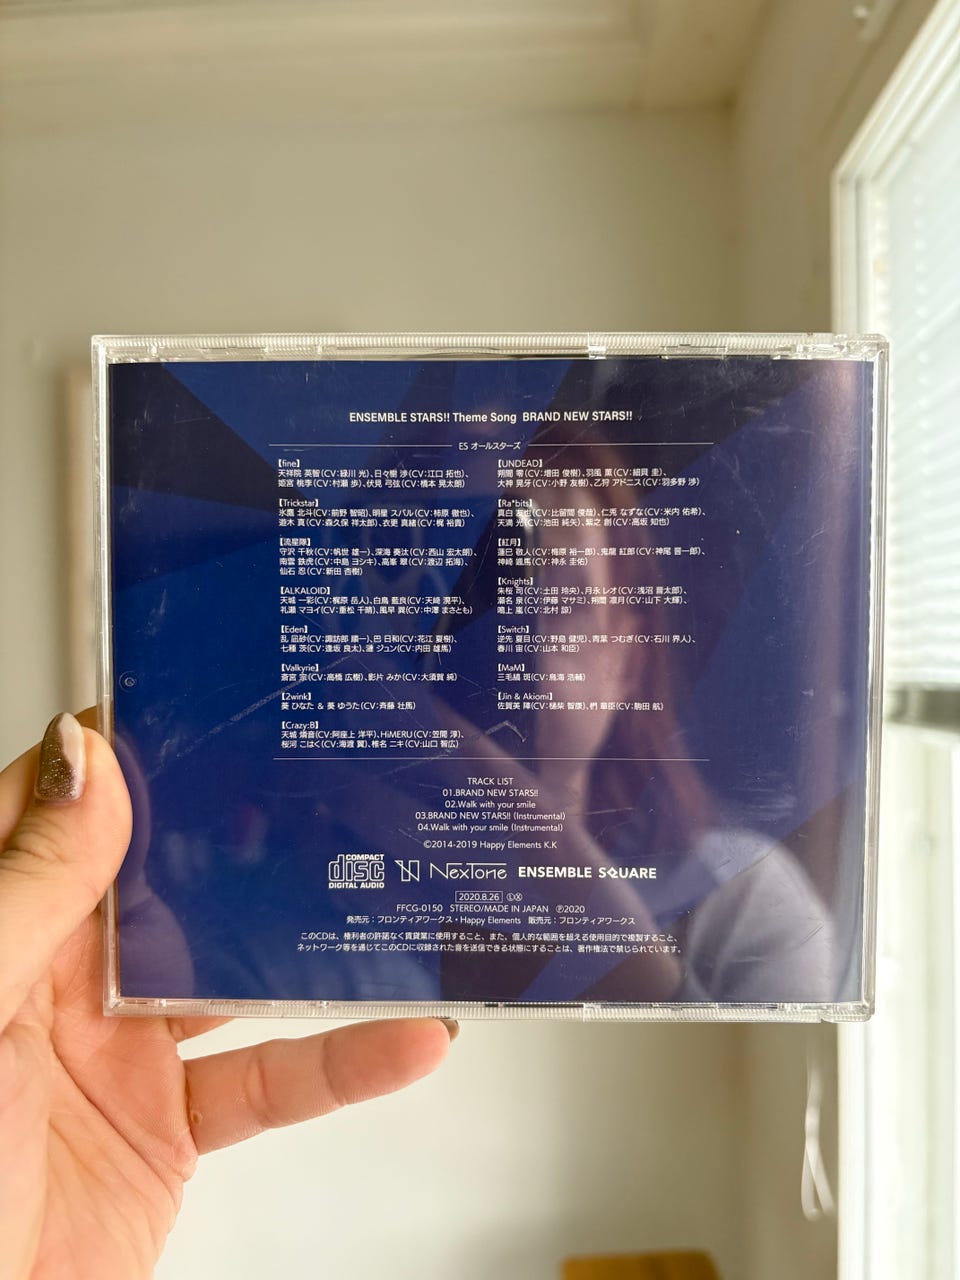 ENSEMBLE STARS!! Theme Song BRAND NEW STARS!!
ES オールスターズ
【fine】
天祥院 英智(CV:緑川 光)、日々樹 渉(CV:江口 拓也)、
姫宮 桃李(CV:村瀬 歩)、伏見 弓弦(CV:橋本 晃太朗)
【Trickstar】
氷鷹 北斗(CV:前野 智昭)、明星 スバル(CV:柿原 徹也)、
遊木 真(CV:森久保 祥太郎)、衣更 真緒(CV:梶 裕貴)
【流星隊】
守沢 千秋(CV:帆世 雄一)、深海 奏汰(CV:西山 宏太朗)、
南雲 鉄虎(CV:中島 ヨシキ)、高峯 翠(CV:渡辺 拓海)、
仙石 忍(CV:新田 杏樹)
【ALKALOID】
天城 一彩(CV:梶原 岳人)、白鳥 藍良(CV:天﨑 滉平)、
礼瀬 マヨイ(CV:重松 千晴)、風早 巽(CV:中澤 まさとも)
【Eden】
乱 凪砂(CV:諏訪部 順一)、巴 日和(CV:花江 夏樹)、
七種 茨(CV:逢坂 良太)、漣 ジュン(CV:内田 雄馬)
【Valkyrie】
斎宮 宗(CV:高橋 広樹)、影片 みか(CV:大須賀 純)
【2wink】
葵 ひなた & 葵 ゆうた(CV:斉藤 壮馬)
【Crazy:B】
天城 燐音(CV:阿座上 洋平)、HiMERU(CV:笠間 淳)、
桜河 こはく(CV:海渡 翼)、椎名 ニキ(CV:山口 智広)
【UNDEAD】
朔間 零(CV:増田 俊樹)、羽風 薫(CV:細貝 圭)、
大神 晃牙(CV:小野 友樹)、乙狩 アドニス(CV:羽多野 渉)
【Ra*bits】
真白 友也(CV:比留間 俊哉)、仁兎 なずな(CV:米内 佑希)、
天満 光(CV:池田 純矢)、紫之 創(CV:高坂 知也)
【紅月】
蓮巳 敬人(CV:梅原 裕一郎)、鬼龍 紅郎(CV:神尾 晋一郎)、
神崎 颯馬(CV:神永 圭佑)
【Knights】
朱桜 司(CV:土田 玲央)、月永 レオ(CV:浅沼 晋太郎)、
瀬名 泉(CV:伊藤 マサミ)、朔間 凛月(CV:山下 大輝)、
鳴上 嵐(CV:北村 諒)
【Switch】
逆先 夏目(CV:野島 健児)、青葉 つむぎ(CV:石川 界人)、
春川 宙(CV:山本 和臣)
【MaM】
三毛縞 斑(CV:鳥海 浩輔)
【Jin & Akiomi】
佐賀美 陣(CV:樋柴 智康)、椚 章臣(CV:駒田 航)
TRACK LIST
01.BRAND NEW STARS!!
02.Walk with your smile
03.BRAND NEW STARS!! (Instrumental)
04.Walk with your smile (Instrumental)
©2014-2019 Happy Elements K.K
COMPACT disc DIGITAL AUDIO NexTone ENSEMBLE SQUARE
2020.8.26 ⓁⓍ
FFCG-0150 STEREO/MADE IN JAPAN ℗2020
発売元:フロンティアワークス・Happy Elements 販売元:フロンティアワークス
このCDは、権利者の許諾なく賃貸業に使用すること、また、個人的な範囲を超える使用目的で複製すること、
ネットワーク等を通じてこのCDに収録された音を送信できる状態にすることは、著作権法で禁じられています。